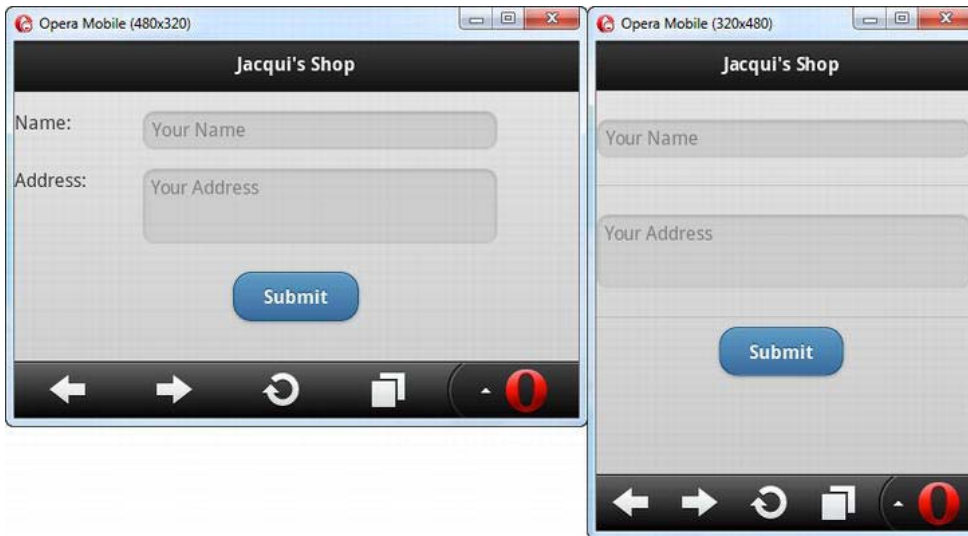 Opera Mobile (480x320)
Jacqui's Shop
Name:
Your Name
Address:
Your Address
Submit
Opera Mobile (320x480)
Jacqui's Shop
Your Name
Your Address
Submit